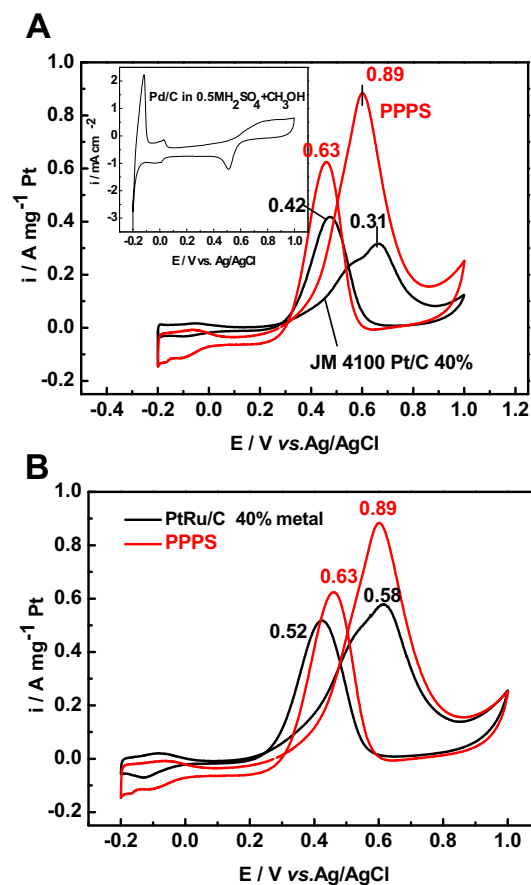 A
1.0
0.8
0.6
0.4
0.2
0.0
-0.2
i / A mg⁻¹ Pt
2
1
0
-1
-2
-3
i / mA cm⁻²
Pd/C in 0.5MH₂SO₄+CH₃OH
-0.2 0.0 0.2 0.4 0.6 0.8 1.0
E / V vs. Ag/AgCl
0.89
PPPS
0.63
0.42
0.31
JM 4100 Pt/C 40%
-0.4 -0.2 0.0 0.2 0.4 0.6 0.8 1.0 1.2
E / V vs.Ag/AgCl
B
1.0
0.8
0.6
0.4
0.2
0.0
-0.2
i / A mg⁻¹ Pt
PtRu/C 40% metal
PPPS
0.89
0.63
0.58
0.52
-0.2 0.0 0.2 0.4 0.6 0.8 1.0
E / V vs.Ag/AgCl